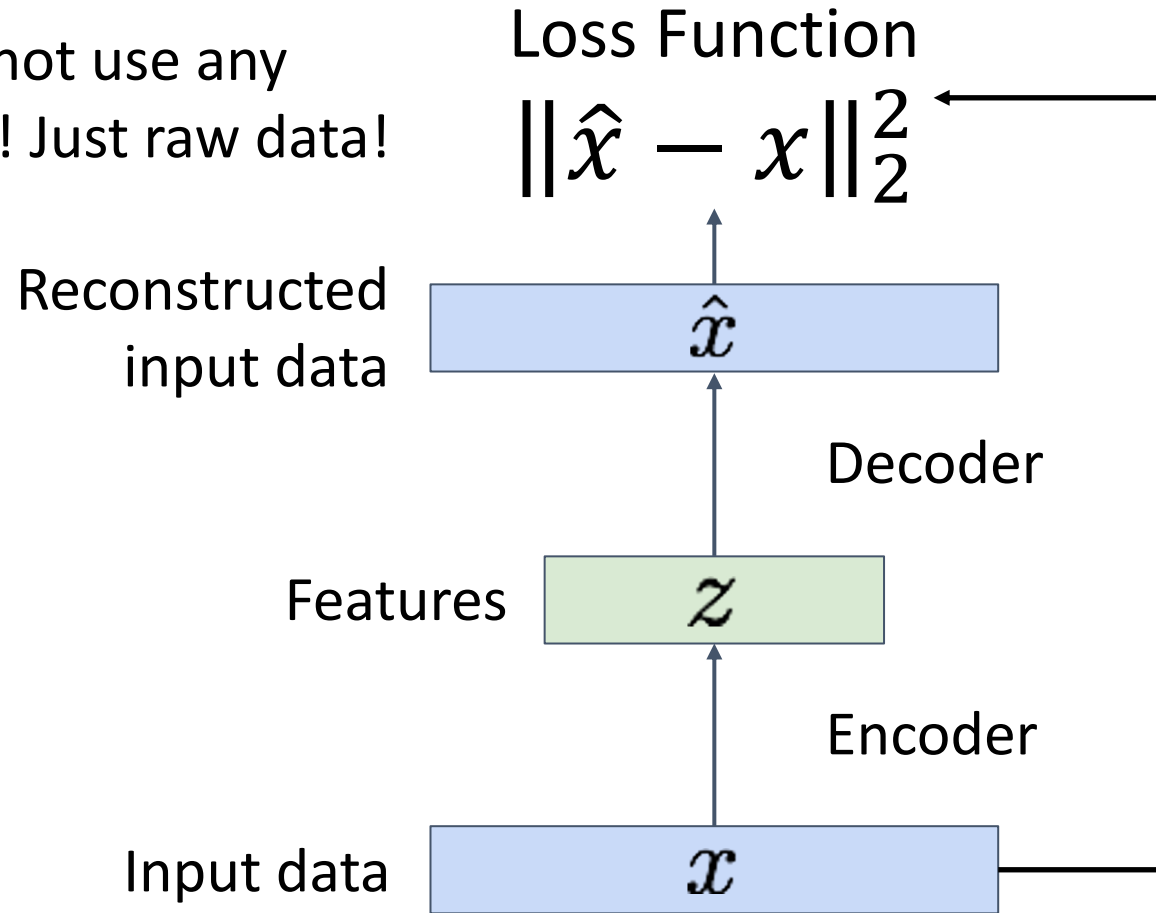 not use any
! Just raw data!
Loss Function
‖x̂ − x‖₂²
Reconstructed
input data
x̂
Decoder
Features
z
Encoder
Input data
x